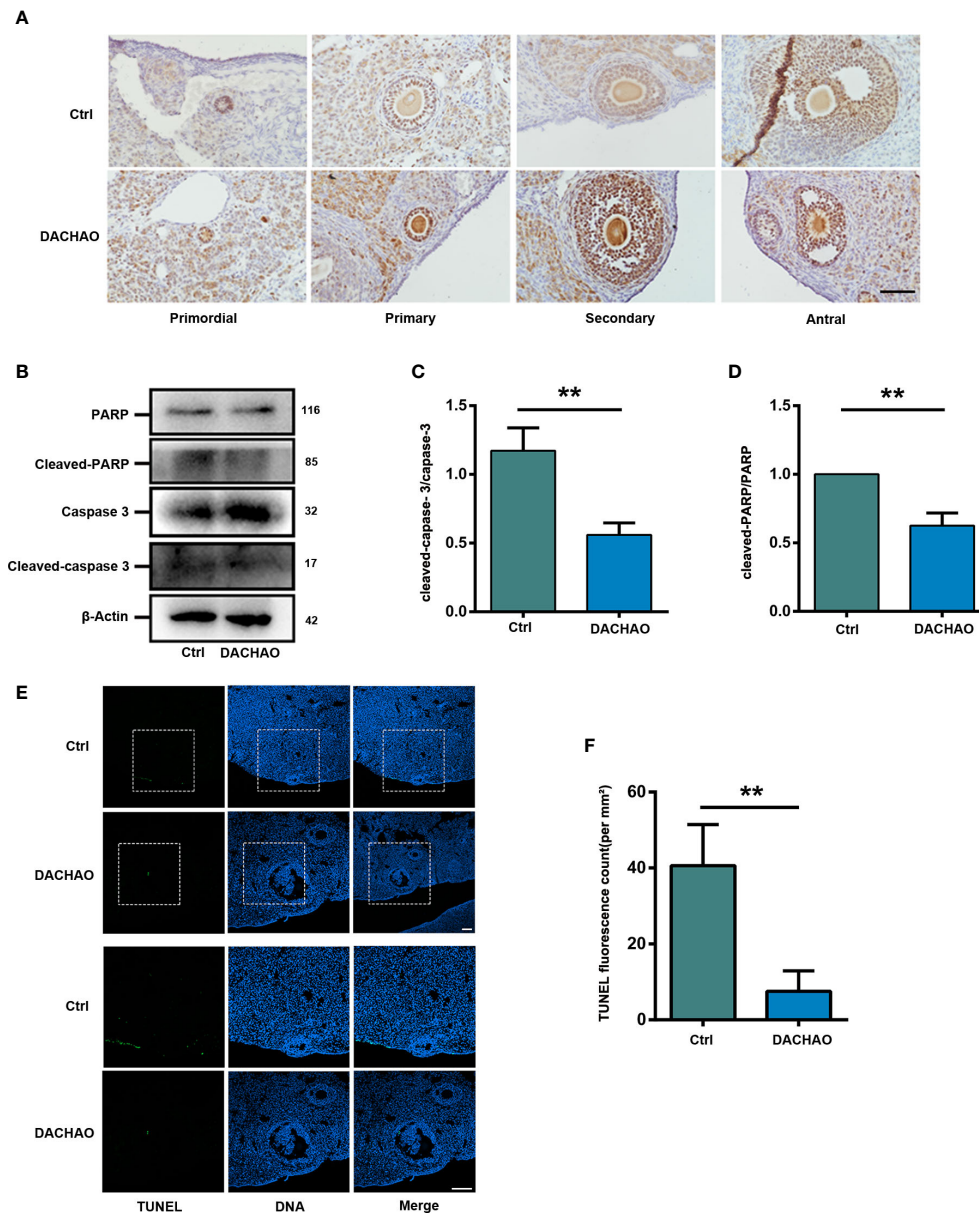 A
Ctrl
DACHAO
Primordial Primary Secondary Antral
B
PARP 116
Cleaved-PARP 85
Caspase 3 32
Cleaved-caspase 3 17
β-Actin 42
Ctrl DACHAO
C
**
1.5
1.0
0.5
0.0
cleaved-capase- 3/capase-3
Ctrl DACHAO
D
**
1.5
1.0
0.5
0.0
cleaved-PARP/PARP
Ctrl DACHAO
E
Ctrl
DACHAO
Ctrl
DACHAO
TUNEL DNA Merge
F
**
60
40
20
0
TUNEL fluorescence count(per mm²)
Ctrl DACHAO